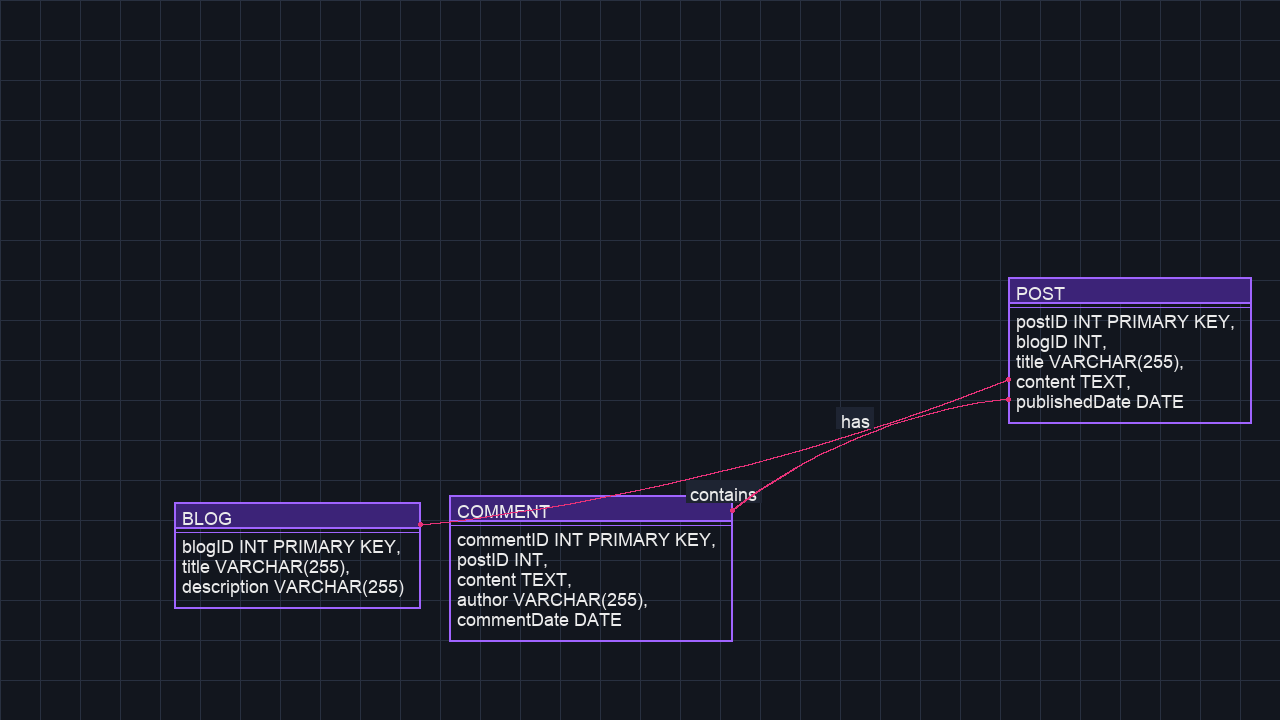 POST
postID INT PRIMARY KEY,
blogID INT,
title VARCHAR(255),
content TEXT,
publishedDate DATE
has
contains
BLOG
blogID INT PRIMARY KEY,
title VARCHAR(255),
description VARCHAR(255)
COMMENT
commentID INT PRIMARY KEY,
postID INT,
content TEXT,
author VARCHAR(255),
commentDate DATE